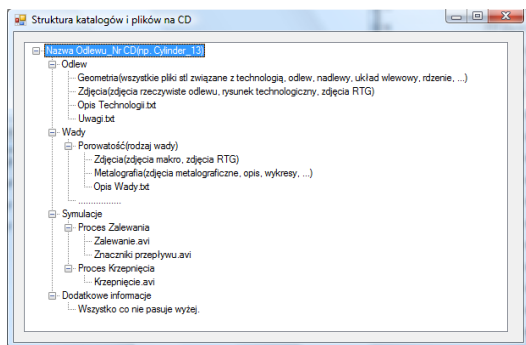 Struktura katalogów i plików na CD
Nazwa Odlewu_Nr CD(np. Cylinder_13)
Odlew
Geometria(wszystkie pliki stl związane z technologią, odlew, nadlewy, układ wlewowy, rdzenie, ...)
Zdjęcia(zdjęcia rzeczywiste odlewu, rysunek technologiczny, zdjęcia RTG)
Opis Technologii.txt
Uwagi.txt
Wady
Porowatość(rodzaj wady)
Zdjęcia(zdjęcia makro, zdjęcia RTG)
Metalografia(zdjęcia metalograficzne, opis, wykresy, ...)
Opis Wady.txt
.................
Symulacje
Proces Zalewania
Zalewanie.avi
Znaczniki przepływu.avi
Proces Krzepnięcia
Krzepnięcie.avi
Dodatkowe informacje
Wszystko co nie pasuje wyżej.